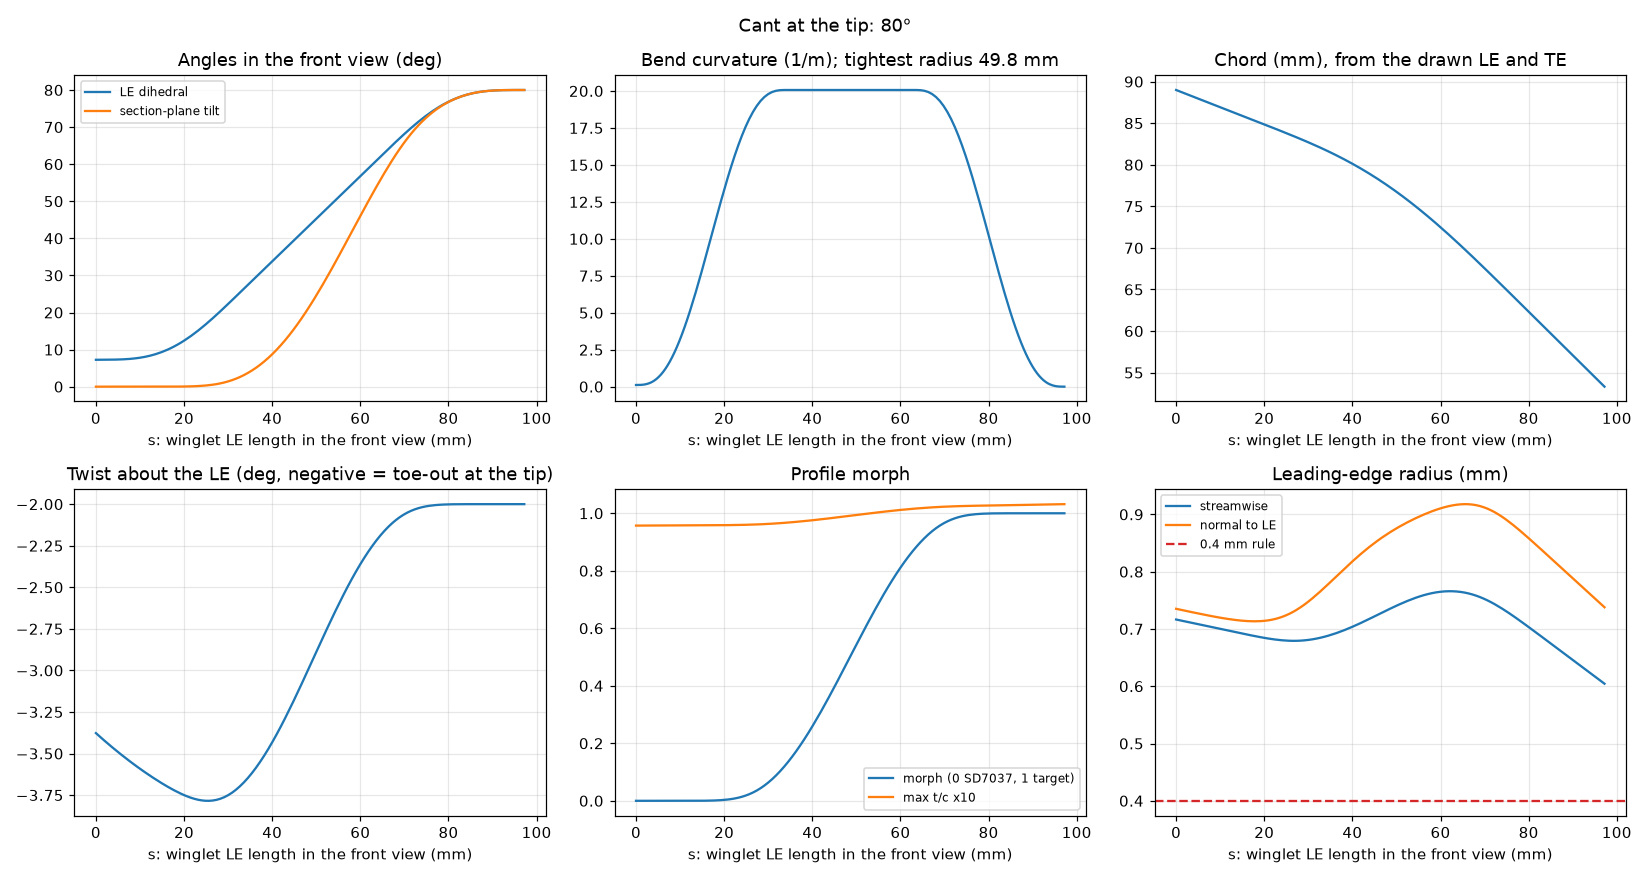 Cant at the tip: 80°
Angles in the front view (deg)
80
70
60
50
40
30
20
10
0
LE dihedral
section-plane tilt
0 20 40 60 80 100
s: winglet LE length in the front view (mm)
Bend curvature (1/m); tightest radius 49.8 mm
20.0
17.5
15.0
12.5
10.0
7.5
5.0
2.5
0.0
0 20 40 60 80 100
s: winglet LE length in the front view (mm)
Chord (mm), from the drawn LE and TE
90
85
80
75
70
65
60
55
0 20 40 60 80 100
s: winglet LE length in the front view (mm)
Twist about the LE (deg, negative = toe-out at the tip)
−2.00
−2.25
−2.50
−2.75
−3.00
−3.25
−3.50
−3.75
0 20 40 60 80 100
s: winglet LE length in the front view (mm)
Profile morph
1.0
0.8
0.6
0.4
0.2
0.0
morph (0 SD7037, 1 target)
max t/c x10
0 20 40 60 80 100
s: winglet LE length in the front view (mm)
Leading-edge radius (mm)
0.9
0.8
0.7
0.6
0.5
0.4
streamwise
normal to LE
0.4 mm rule
0 20 40 60 80 100
s: winglet LE length in the front view (mm)